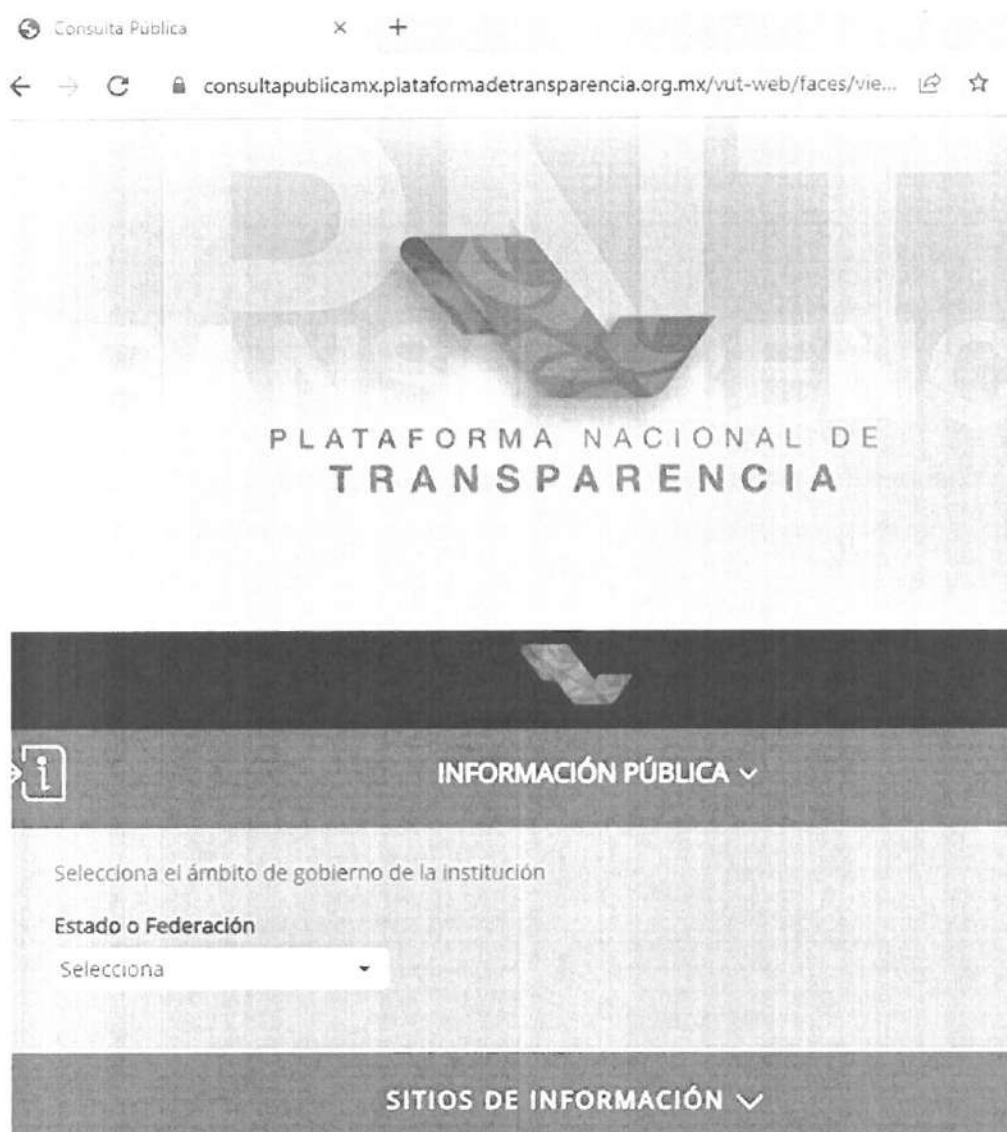 Consulta Pública
consultapublicamx.plataformadetransparencia.org.mx/vut-web/faces/vie...
PNT
PLATAFORMA NACIONAL DE
TRANSPARENCIA
INFORMACIÓN PÚBLICA
Selecciona el ámbito de gobierno de la institución
Estado o Federación
Selecciona
SITIOS DE INFORMACIÓN